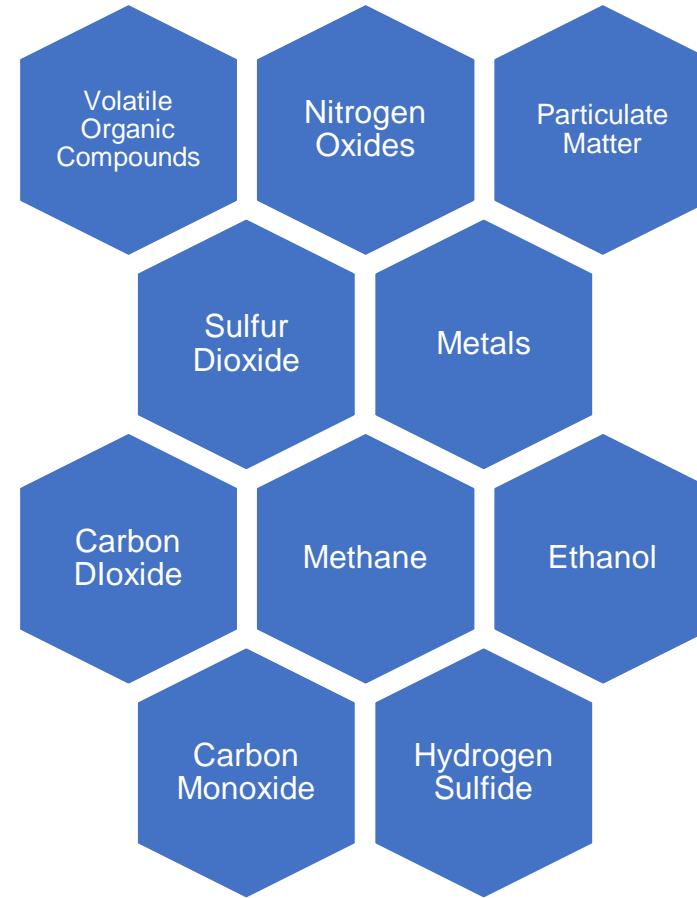 Volatile
Organic
Compounds
Nitrogen
Oxides
Particulate
Matter
Sulfur
Dioxide
Metals
Carbon
DIoxide
Methane
Ethanol
Carbon
Monoxide
Hydrogen
Sulfide